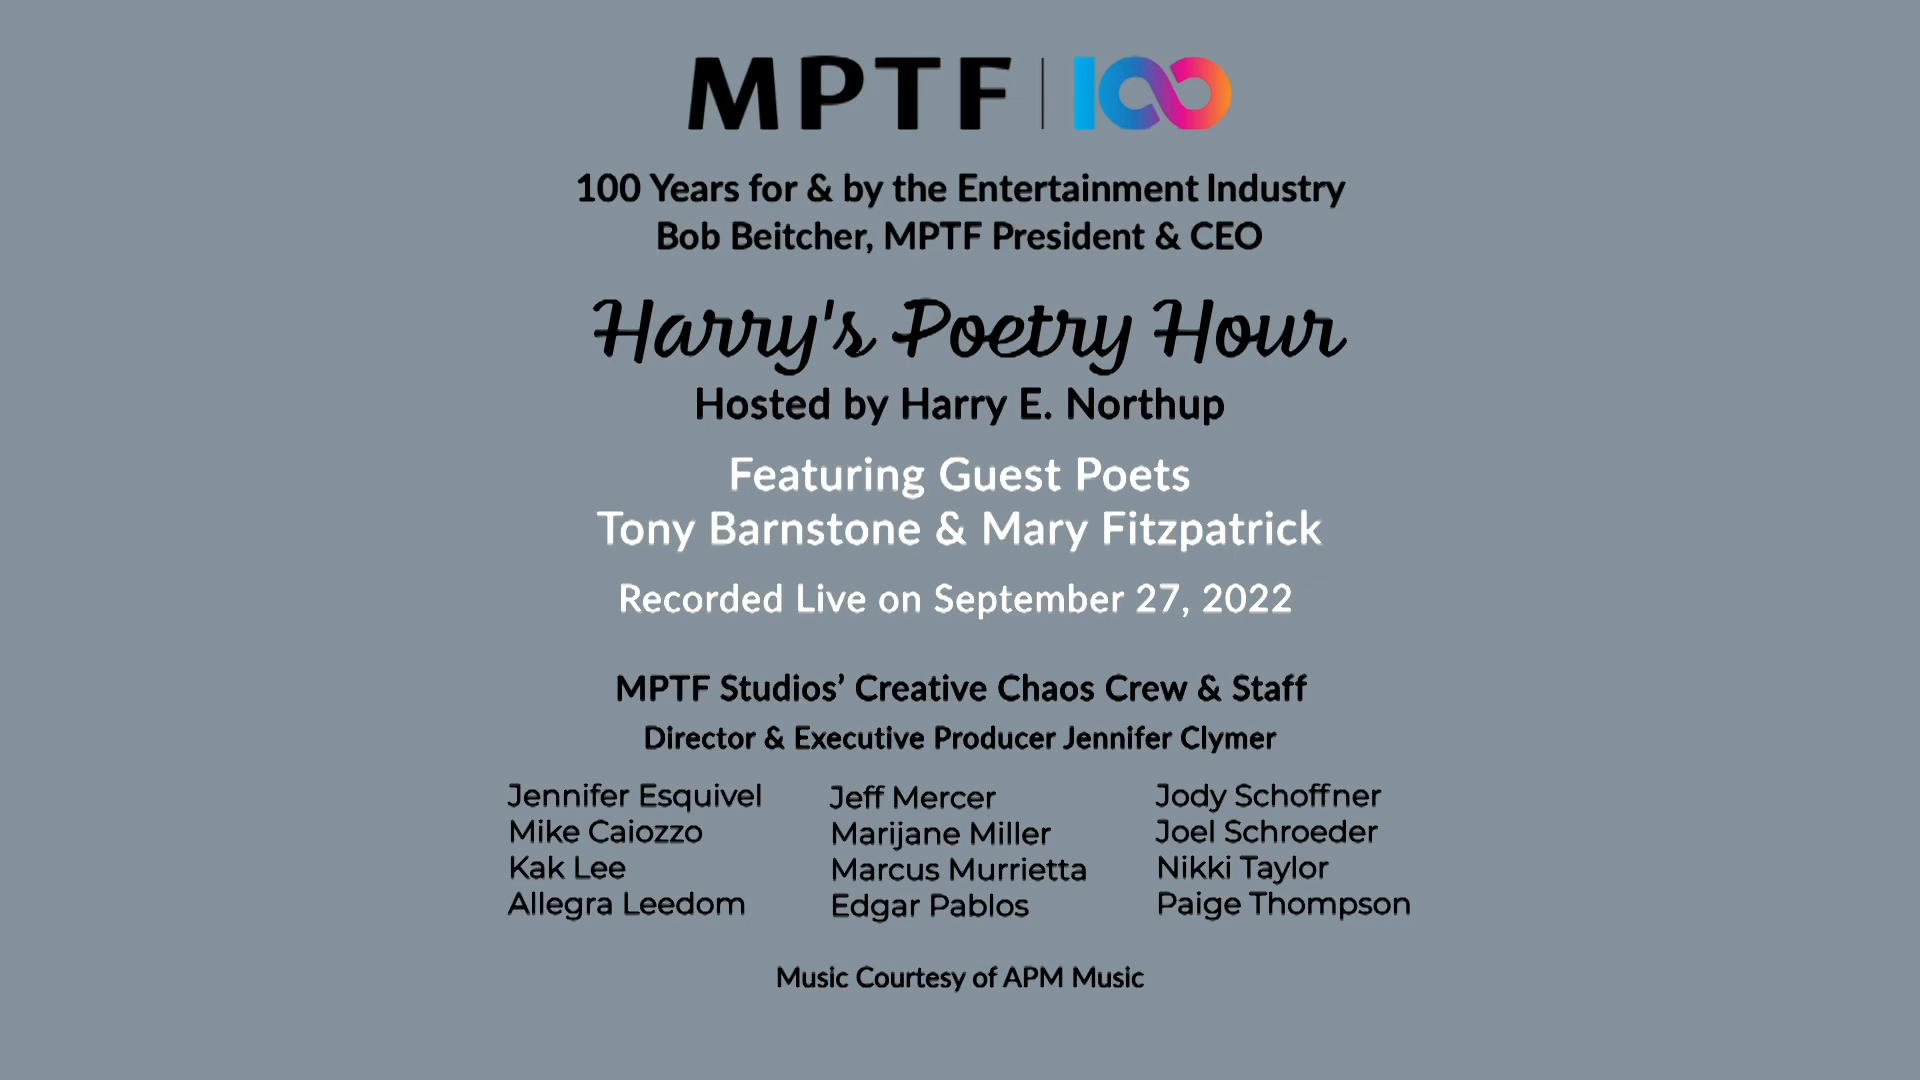 MPTF | 100
100 Years for & by the Entertainment Industry
Bob Beitcher, MPTF President & CEO
Harry's Poetry Hour
Hosted by Harry E. Northup
Featuring Guest Poets
Tony Barnstone & Mary Fitzpatrick
Recorded Live on September 27, 2022
MPTF Studios’ Creative Chaos Crew & Staff
Director & Executive Producer Jennifer Clymer
Jennifer Esquivel
Mike Caiozzo
Kak Lee
Allegra Leedom
Jeff Mercer
Marijane Miller
Marcus Murrietta
Edgar Pablos
Jody Schoffner
Joel Schroeder
Nikki Taylor
Paige Thompson
Music Courtesy of APM Music